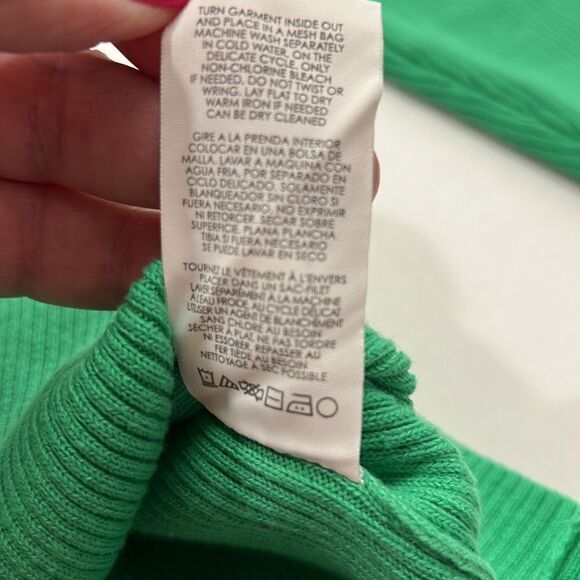 TURN GARMENT INSIDE OUT
AND PLACE IN A MESH BAG
MACHINE WASH SEPARATELY
IN COLD WATER, ON THE
DELICATE CYCLE. ONLY
NON-CHLORINE BLEACH
IF NEEDED. DO NOT TWIST OR
WRING. LAY FLAT TO DRY
WARM IRON IF NEEDED
CAN BE DRY CLEANED
GIRE A LA PRENDA INTERIOR
COLOCAR EN UNA BOLSA DE
MALLA. LAVAR A MAQUINA CON
AGUA FRIA, POR SEPARADO EN
CICLO DELICADO. SOLAMENTE
BLANQUEADOR SIN CLORO SI
FUERA NECESARIO. NO EXPRIMIR
NI RETORCER. SECAR SOBRE
SUPERFICIE. PLANA PLANCHA
TIBIA SI FUERA NECESARIO
SE PUEDE LAVAR EN SECO
TOURNEZ LE VÊTEMENT À L'ENVERS
PLACER DANS UN SAC-FILET
LAVER SÉPARÉMENT À LA MACHINE
À L'EAU FROIDE AU CYCLE DÉLICAT
UTILISER UN AGENT DE BLANCHIMENT
SANS CHLORE AU BESOIN
SÉCHER À PLAT. NE PAS TORDRE
NI ESSORER. REPASSER AU
FER TIÈDE AU BESOIN
NETTOYAGE À SEC POSSIBLE